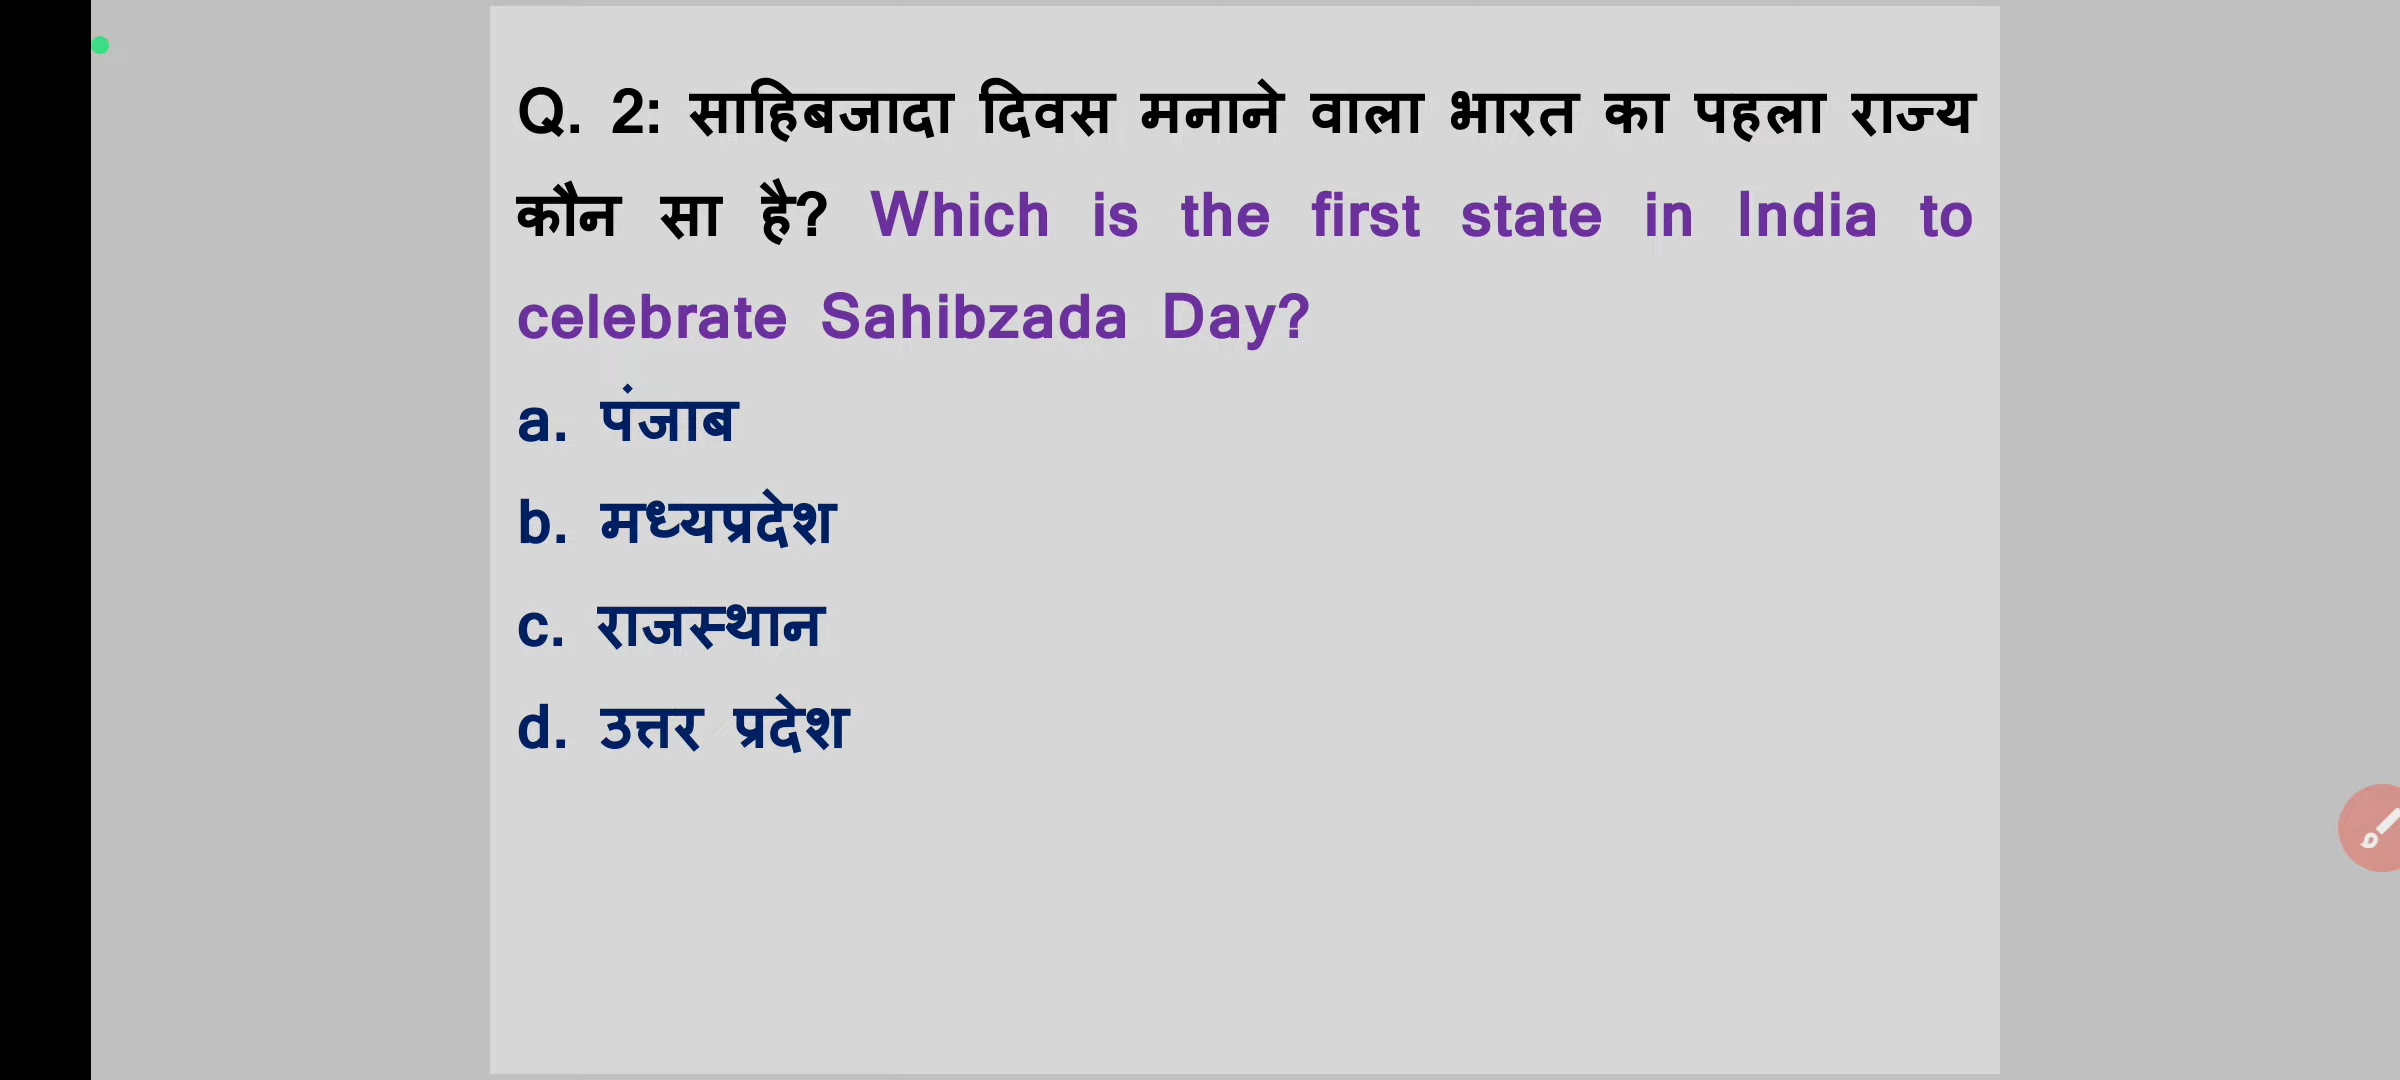 Q. 2: साहिबजादा दिवस मनाने वाला भारत का पहला राज्य
कौन सा है? Which is the first state in India to
celebrate Sahibzada Day?
a. पंजाब
b. मध्यप्रदेश
c. राजस्थान
d. उत्तर प्रदेश